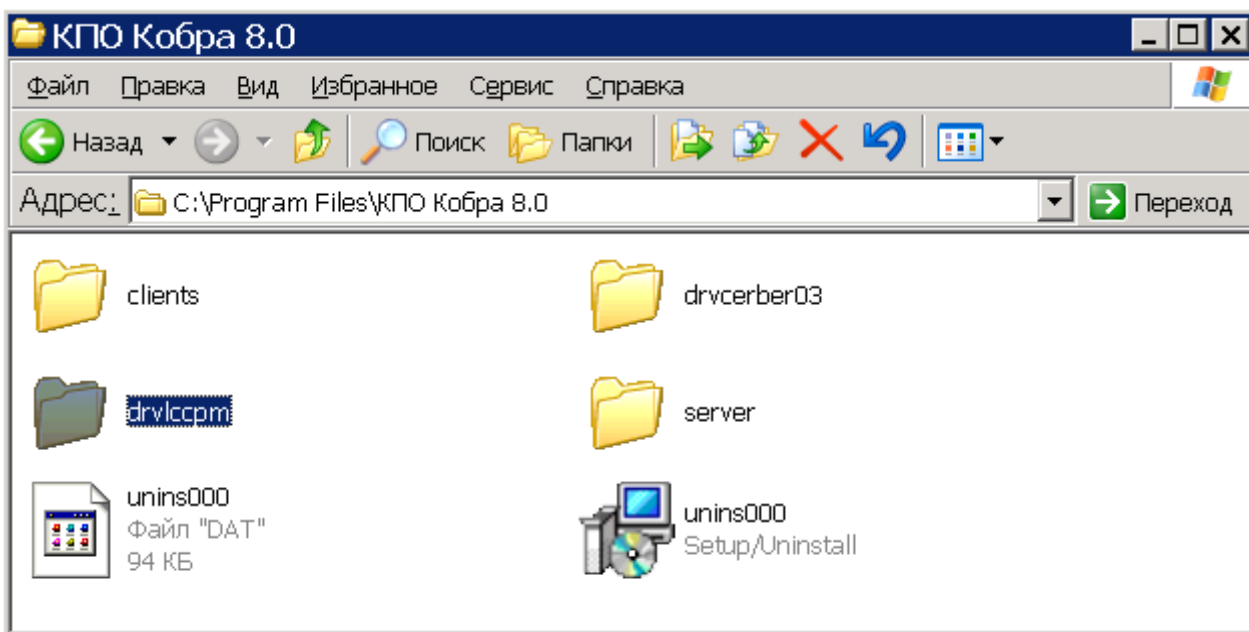 КПО Кобра 8.0
Файл Правка Вид Избранное Сервис Справка
Назад Поиск Папки
Адрес: C:\Program Files\КПО Кобра 8.0 Переход
clients drvcerber03
drvlccpm server
unins000
Файл "DAT"
94 КБ
unins000
Setup/Uninstall